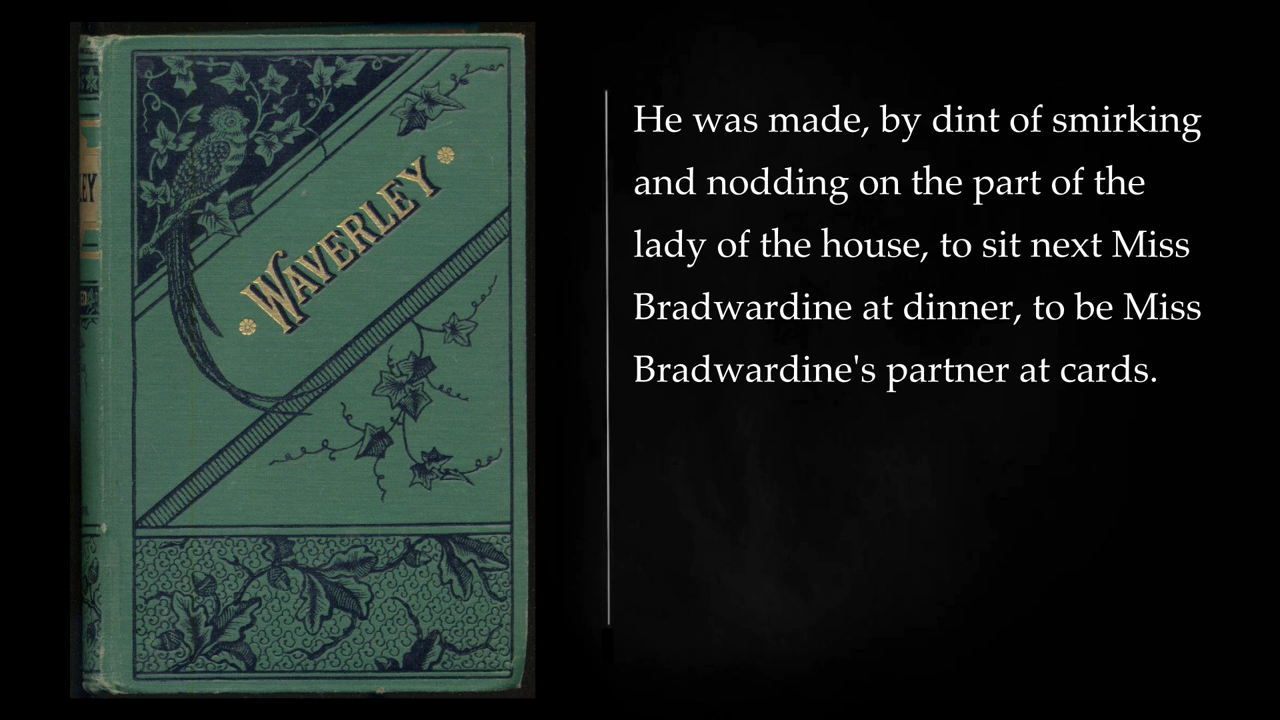 WAVERLEY
He was made, by dint of smirking
and nodding on the part of the
lady of the house, to sit next Miss
Bradwardine at dinner, to be Miss
Bradwardine's partner at cards.